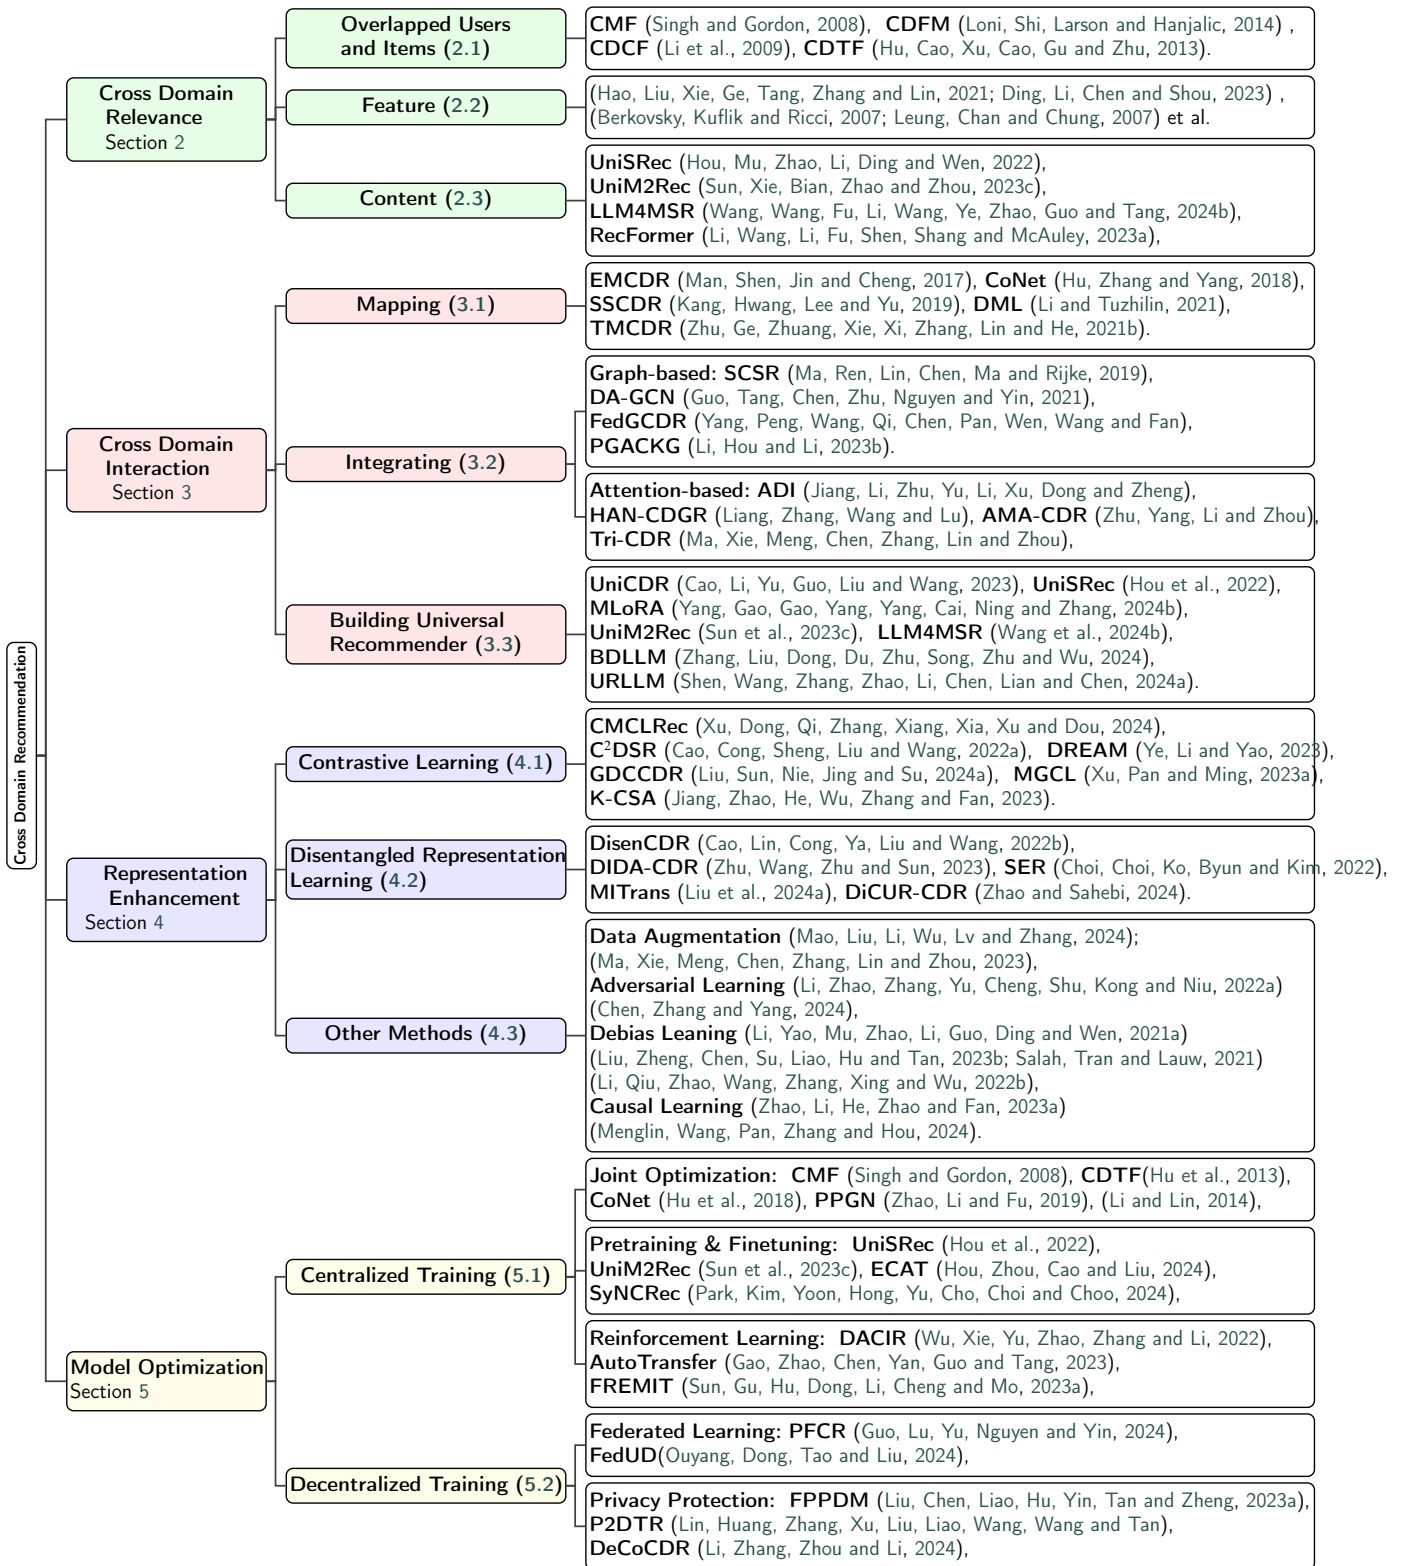 Cross Domain Recommendation
Cross Domain
Relevance
Section 2
Overlapped Users
and Items (2.1)
CMF (Singh and Gordon, 2008), CDFM (Loni, Shi, Larson and Hanjalic, 2014) ,
CDCF (Li et al., 2009), CDTF (Hu, Cao, Xu, Cao, Gu and Zhu, 2013).
Feature (2.2)
(Hao, Liu, Xie, Ge, Tang, Zhang and Lin, 2021; Ding, Li, Chen and Shou, 2023) ,
(Berkovsky, Kuflik and Ricci, 2007; Leung, Chan and Chung, 2007) et al.
Content (2.3)
UniSRec (Hou, Mu, Zhao, Li, Ding and Wen, 2022),
UniM2Rec (Sun, Xie, Bian, Zhao and Zhou, 2023c),
LLM4MSR (Wang, Wang, Fu, Li, Wang, Ye, Zhao, Guo and Tang, 2024b),
RecFormer (Li, Wang, Li, Fu, Shen, Shang and McAuley, 2023a),
Cross Domain
Interaction
Section 3
Mapping (3.1)
EMCDR (Man, Shen, Jin and Cheng, 2017), CoNet (Hu, Zhang and Yang, 2018),
SSCDR (Kang, Hwang, Lee and Yu, 2019), DML (Li and Tuzhilin, 2021),
TMCDR (Zhu, Ge, Zhuang, Xie, Xi, Zhang, Lin and He, 2021b).
Integrating (3.2)
Graph-based: SCSR (Ma, Ren, Lin, Chen, Ma and Rijke, 2019),
DA-GCN (Guo, Tang, Chen, Zhu, Nguyen and Yin, 2021),
FedGCDR (Yang, Peng, Wang, Qi, Chen, Pan, Wen, Wang and Fan),
PGACKG (Li, Hou and Li, 2023b).
Attention-based: ADI (Jiang, Li, Zhu, Yu, Li, Xu, Dong and Zheng),
HAN-CDGR (Liang, Zhang, Wang and Lu), AMA-CDR (Zhu, Yang, Li and Zhou),
Tri-CDR (Ma, Xie, Meng, Chen, Zhang, Lin and Zhou),
Building Universal
Recommender (3.3)
UniCDR (Cao, Li, Yu, Guo, Liu and Wang, 2023), UniSRec (Hou et al., 2022),
MLoRA (Yang, Gao, Gao, Yang, Yang, Cai, Ning and Zhang, 2024b),
UniM2Rec (Sun et al., 2023c), LLM4MSR (Wang et al., 2024b),
BDLLM (Zhang, Liu, Dong, Du, Zhu, Song, Zhu and Wu, 2024),
URLLM (Shen, Wang, Zhang, Zhao, Li, Chen, Lian and Chen, 2024a).
Representation
Enhancement
Section 4
Contrastive Learning (4.1)
CMCLRec (Xu, Dong, Qi, Zhang, Xiang, Xia, Xu and Dou, 2024),
C²DSR (Cao, Cong, Sheng, Liu and Wang, 2022a), DREAM (Ye, Li and Yao, 2023),
GDCCDR (Liu, Sun, Nie, Jing and Su, 2024a), MGCL (Xu, Pan and Ming, 2023a),
K-CSA (Jiang, Zhao, He, Wu, Zhang and Fan, 2023).
Disentangled Representation
Learning (4.2)
DisenCDR (Cao, Lin, Cong, Ya, Liu and Wang, 2022b),
DIDA-CDR (Zhu, Wang, Zhu and Sun, 2023), SER (Choi, Choi, Ko, Byun and Kim, 2022),
MITrans (Liu et al., 2024a), DiCUR-CDR (Zhao and Sahebi, 2024).
Other Methods (4.3)
Data Augmentation (Mao, Liu, Li, Wu, Lv and Zhang, 2024);
(Ma, Xie, Meng, Chen, Zhang, Lin and Zhou, 2023),
Adversarial Learning (Li, Zhao, Zhang, Yu, Cheng, Shu, Kong and Niu, 2022a)
(Chen, Zhang and Yang, 2024),
Debias Leaning (Li, Yao, Mu, Zhao, Li, Guo, Ding and Wen, 2021a)
(Liu, Zheng, Chen, Su, Liao, Hu and Tan, 2023b; Salah, Tran and Lauw, 2021)
(Li, Qiu, Zhao, Wang, Zhang, Xing and Wu, 2022b),
Causal Learning (Zhao, Li, He, Zhao and Fan, 2023a)
(Menglin, Wang, Pan, Zhang and Hou, 2024).
Model Optimization
Section 5
Centralized Training (5.1)
Joint Optimization: CMF (Singh and Gordon, 2008), CDTF(Hu et al., 2013),
CoNet (Hu et al., 2018), PPGN (Zhao, Li and Fu, 2019), (Li and Lin, 2014),
Pretraining & Finetuning: UniSRec (Hou et al., 2022),
UniM2Rec (Sun et al., 2023c), ECAT (Hou, Zhou, Cao and Liu, 2024),
SyNCRec (Park, Kim, Yoon, Hong, Yu, Cho, Choi and Choo, 2024),
Reinforcement Learning: DACIR (Wu, Xie, Yu, Zhao, Zhang and Li, 2022),
AutoTransfer (Gao, Zhao, Chen, Yan, Guo and Tang, 2023),
FREMIT (Sun, Gu, Hu, Dong, Li, Cheng and Mo, 2023a),
Decentralized Training (5.2)
Federated Learning: PFCR (Guo, Lu, Yu, Nguyen and Yin, 2024),
FedUD(Ouyang, Dong, Tao and Liu, 2024),
Privacy Protection: FPPDM (Liu, Chen, Liao, Hu, Yin, Tan and Zheng, 2023a),
P2DTR (Lin, Huang, Zhang, Xu, Liu, Liao, Wang, Wang and Tan),
DeCoCDR (Li, Zhang, Zhou and Li, 2024),